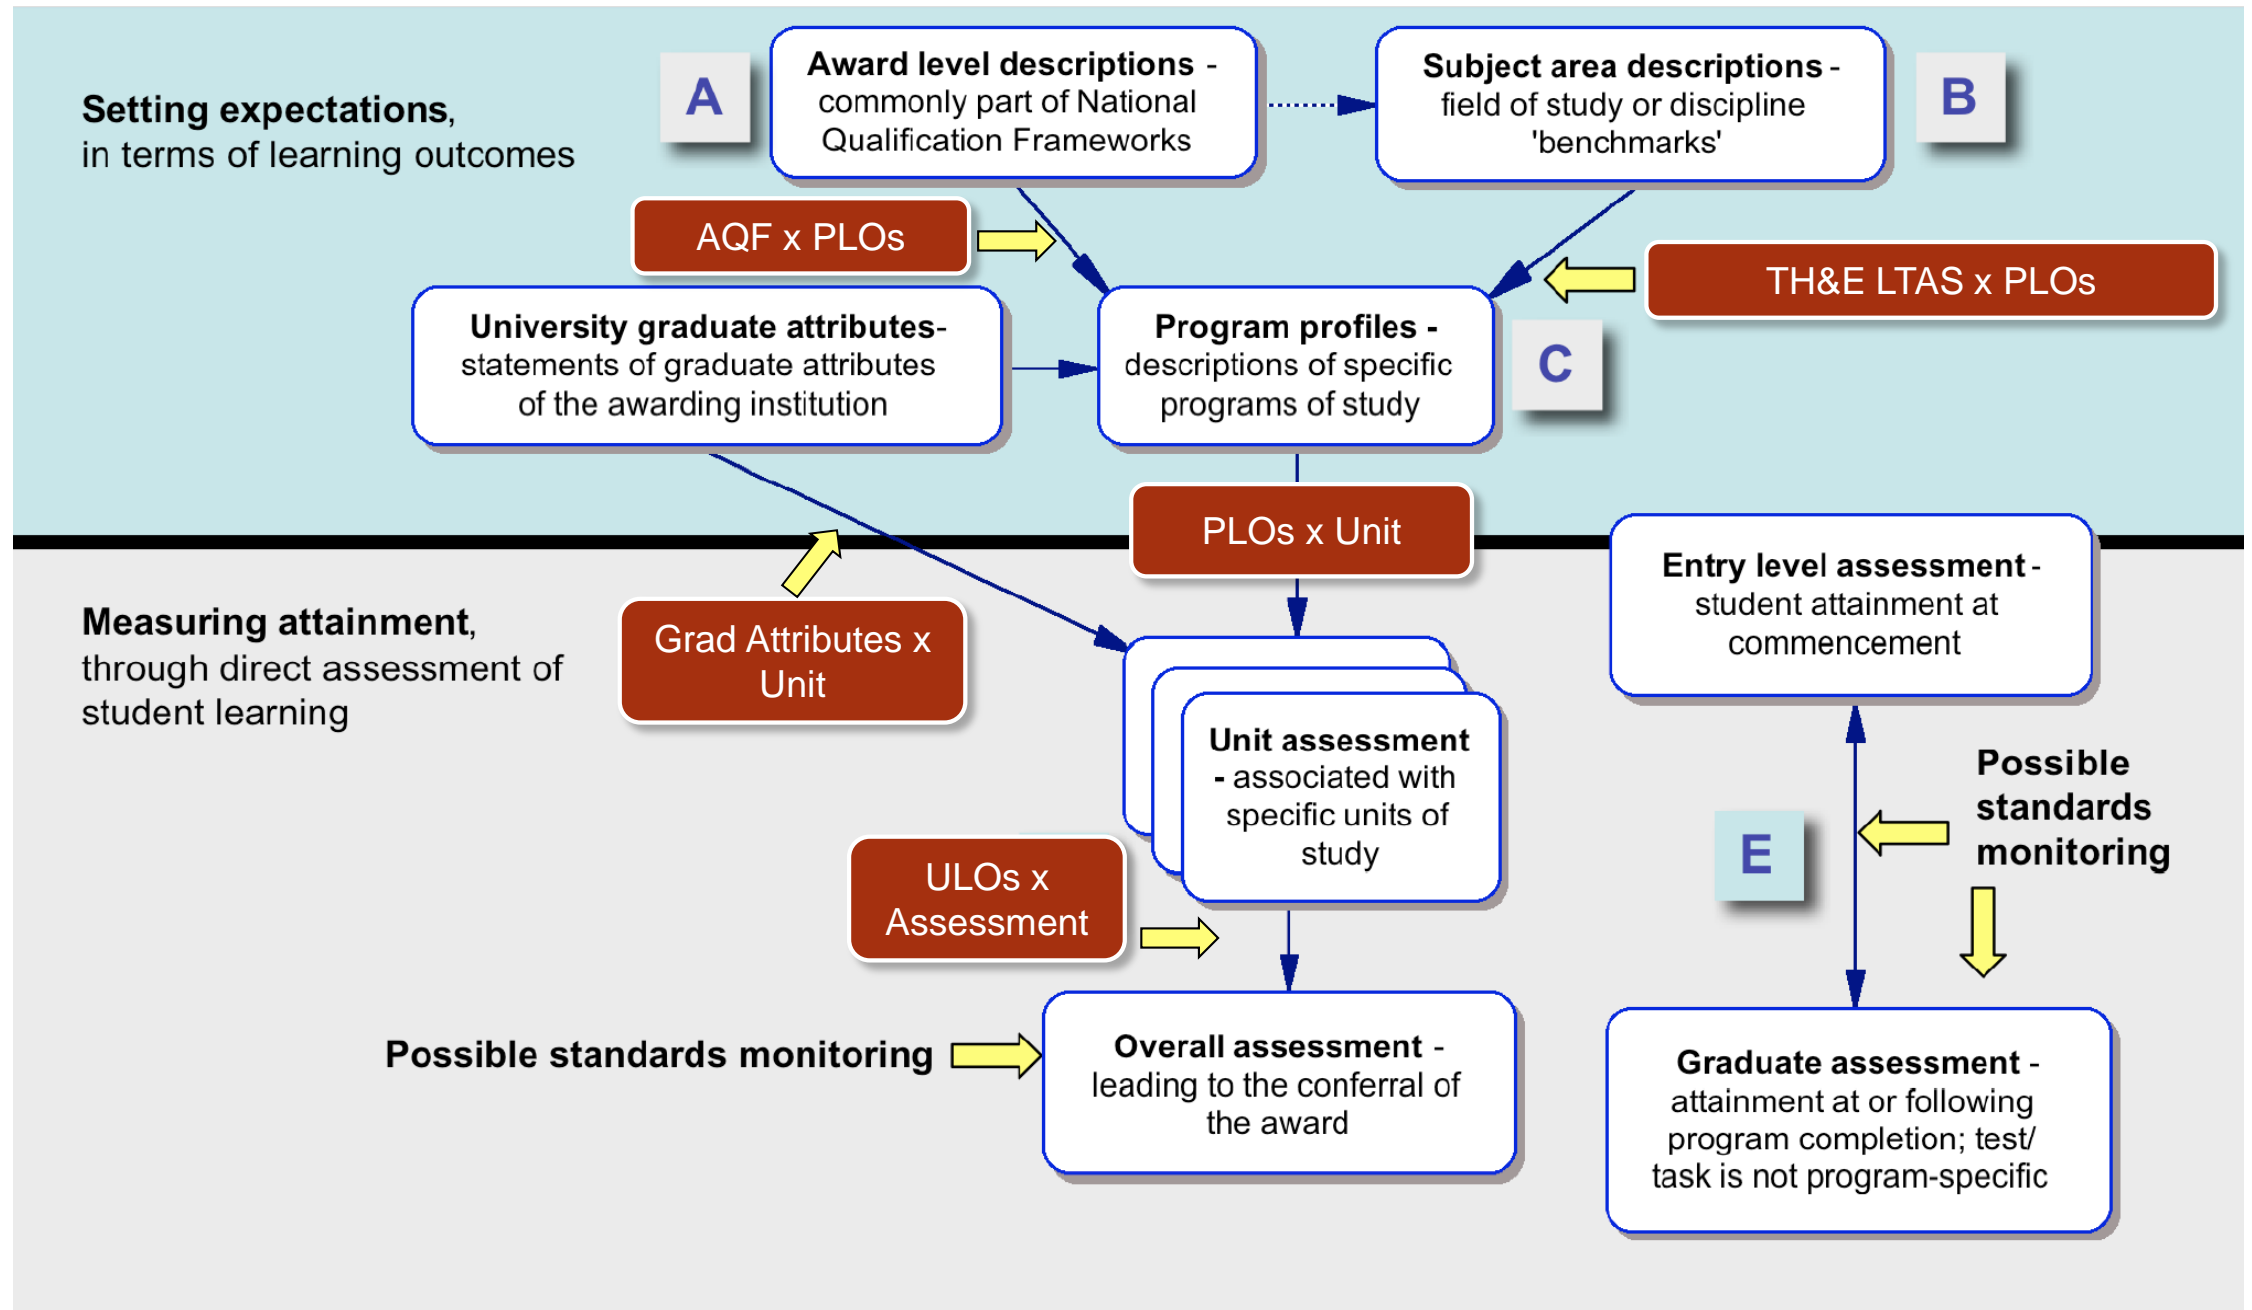 Setting expectations,
in terms of learning outcomes
A
Award level descriptions -
commonly part of National
Qualification Frameworks
Subject area descriptions -
field of study or discipline
'benchmarks'
B
AQF x PLOs
TH&E LTAS x PLOs
University graduate attributes-
statements of graduate attributes
of the awarding institution
Program profiles -
descriptions of specific
programs of study
C
PLOs x Unit
Measuring attainment,
through direct assessment of
student learning
Grad Attributes x
Unit
Entry level assessment -
student attainment at
commencement
Unit assessment
- associated with
specific units of
study
ULOs x
Assessment
E
Possible
standards
monitoring
Possible standards monitoring
Overall assessment -
leading to the conferral of
the award
Graduate assessment -
attainment at or following
program completion; test/
task is not program-specific